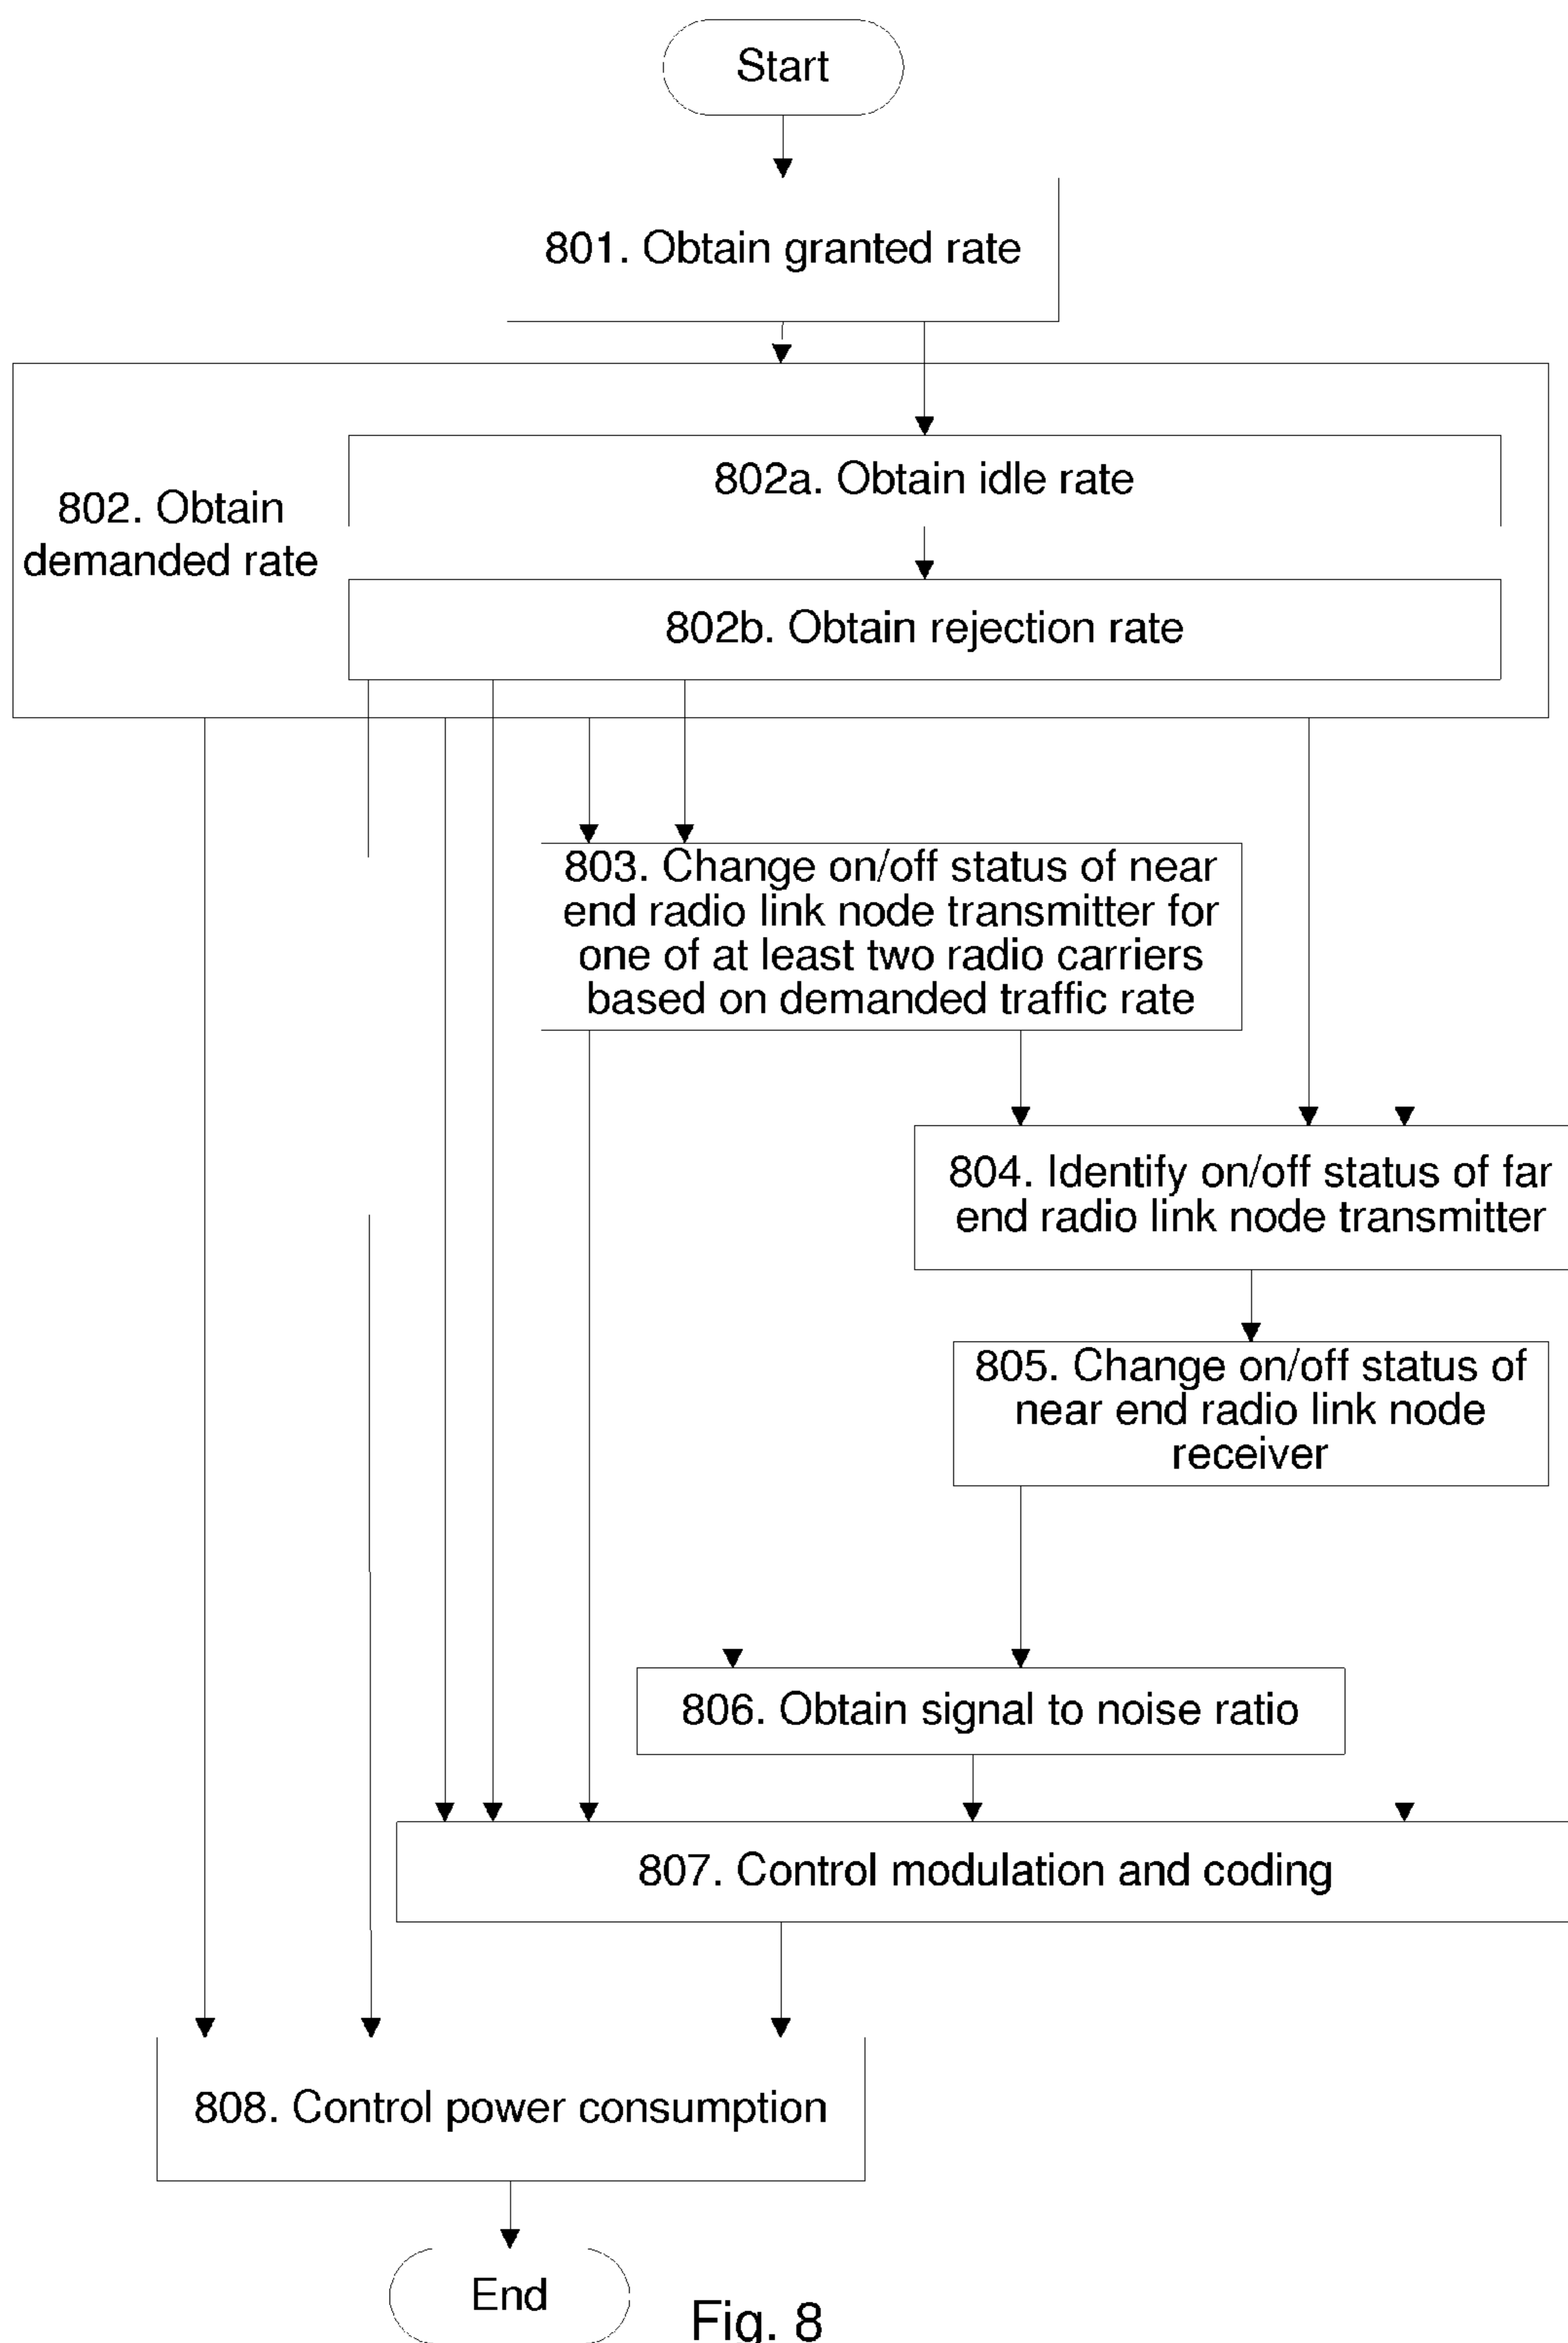 Start
801. Obtain granted rate
802. Obtain
demanded rate
802a. Obtain idle rate
802b. Obtain rejection rate
803. Change on/off status of near
end radio link node transmitter for
one of at least two radio carriers
based on demanded traffic rate
804. Identify on/off status of far
end radio link node transmitter
805. Change on/off status of
near end radio link node
receiver
806. Obtain signal to noise ratio
807. Control modulation and coding
808. Control power consumption
End
Fig. 8